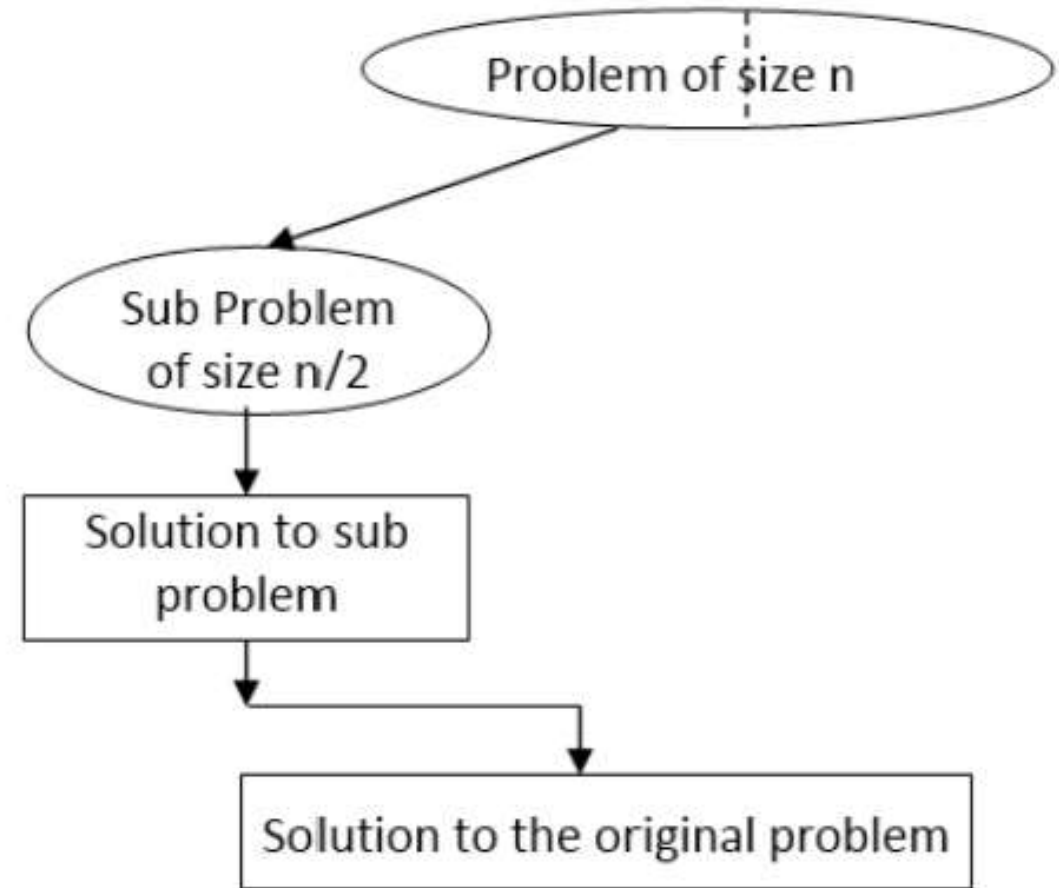 Problem of size n
Sub Problem
of size n/2
Solution to sub
problem
Solution to the original problem